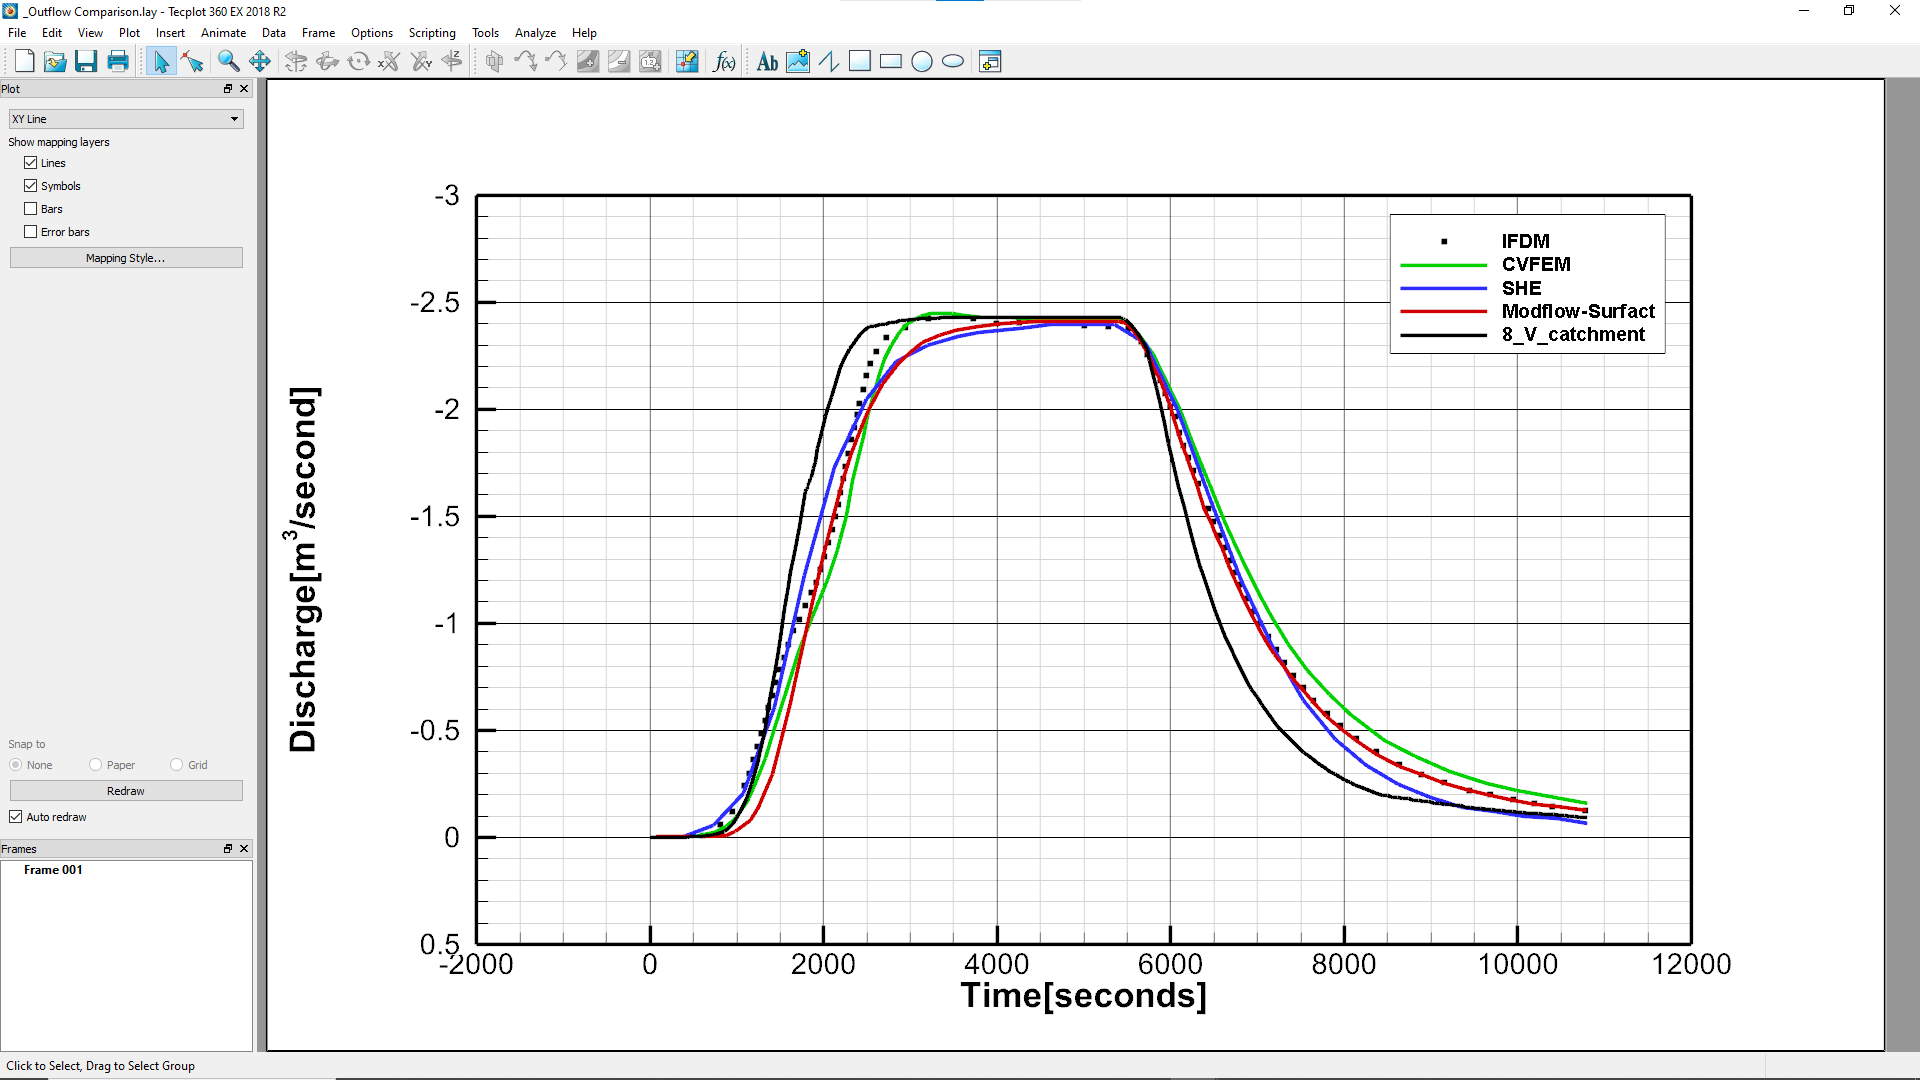 _Outflow Comparison.lay - Tecplot 360 EX 2018 R2
File Edit View Plot Insert Animate Data Frame Options Scripting Tools Analyze Help
Plot
XY Line
Show mapping layers
Lines
Symbols
Bars
Error bars
Mapping Style...
Snap to
None Paper Grid
Redraw
Auto redraw
Frames
Frame 001
Click to Select, Drag to Select Group
Discharge[m³/second]
-3
-2.5
-2
-1.5
-1
-0.5
0
0.5
-2000 0 2000 4000 6000 8000 10000 12000
Time[seconds]
IFDM
CVFEM
SHE
Modflow-Surfact
8_V_catchment